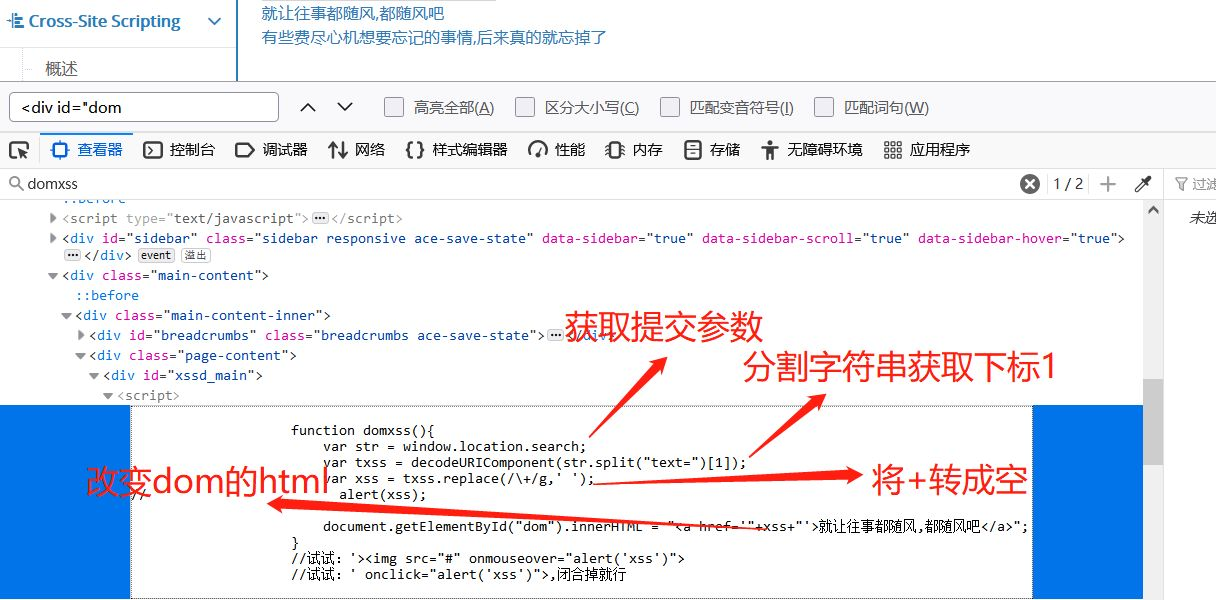 Cross-Site Scripting
概述
就让往事都随风,都随风吧
有些费尽心机想要忘记的事情,后来真的就忘掉了
<div id="dom
高亮全部(A)
区分大小写(C)
匹配变音符号(I)
匹配词句(W)
查看器
控制台
调试器
网络
样式编辑器
性能
内存
存储
无障碍环境
应用程序
domxss
1 / 2
过滤
未选
::before
<script type="text/javascript"> ••• </script>
<div id="sidebar" class="sidebar responsive ace-save-state" data-sidebar="true" data-sidebar-scroll="true" data-sidebar-hover="true">
••• </div> event 溢出
<div class="main-content">
::before
<div class="main-content-inner">
<div id="breadcrumbs" class="breadcrumbs ace-save-state"> ••• </div>
获取提交参数
<div class="page-content">
分割字符串获取下标1
<div id="xssd_main">
<script>
function domxss(){
var str = window.location.search;
var txss = decodeURIComponent(str.split("text=")[1]);
var xss = txss.replace(/\+/g,' ');
将+转成空
改变dom的html
// alert(xss);
document.getElementById("dom").innerHTML = "<a href='"+xss+"'>就让往事都随风,都随风吧</a>";
}
//试试：'><img src="#" onmouseover="alert('xss')">
//试试：' onclick="alert('xss')">,闭合掉就行